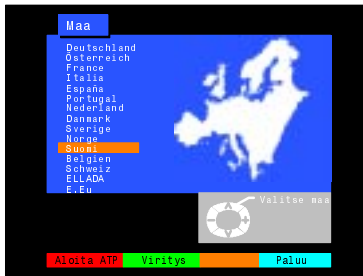 Maa
Deutschland
Österreich
France
Italia
España
Portugal
Nederland
Danmark
Sverige
Norge
Suomi
Belgien
Schweiz
ELLADA
E.Eu
Valitse maa
Aloita ATP Viritys Paluu